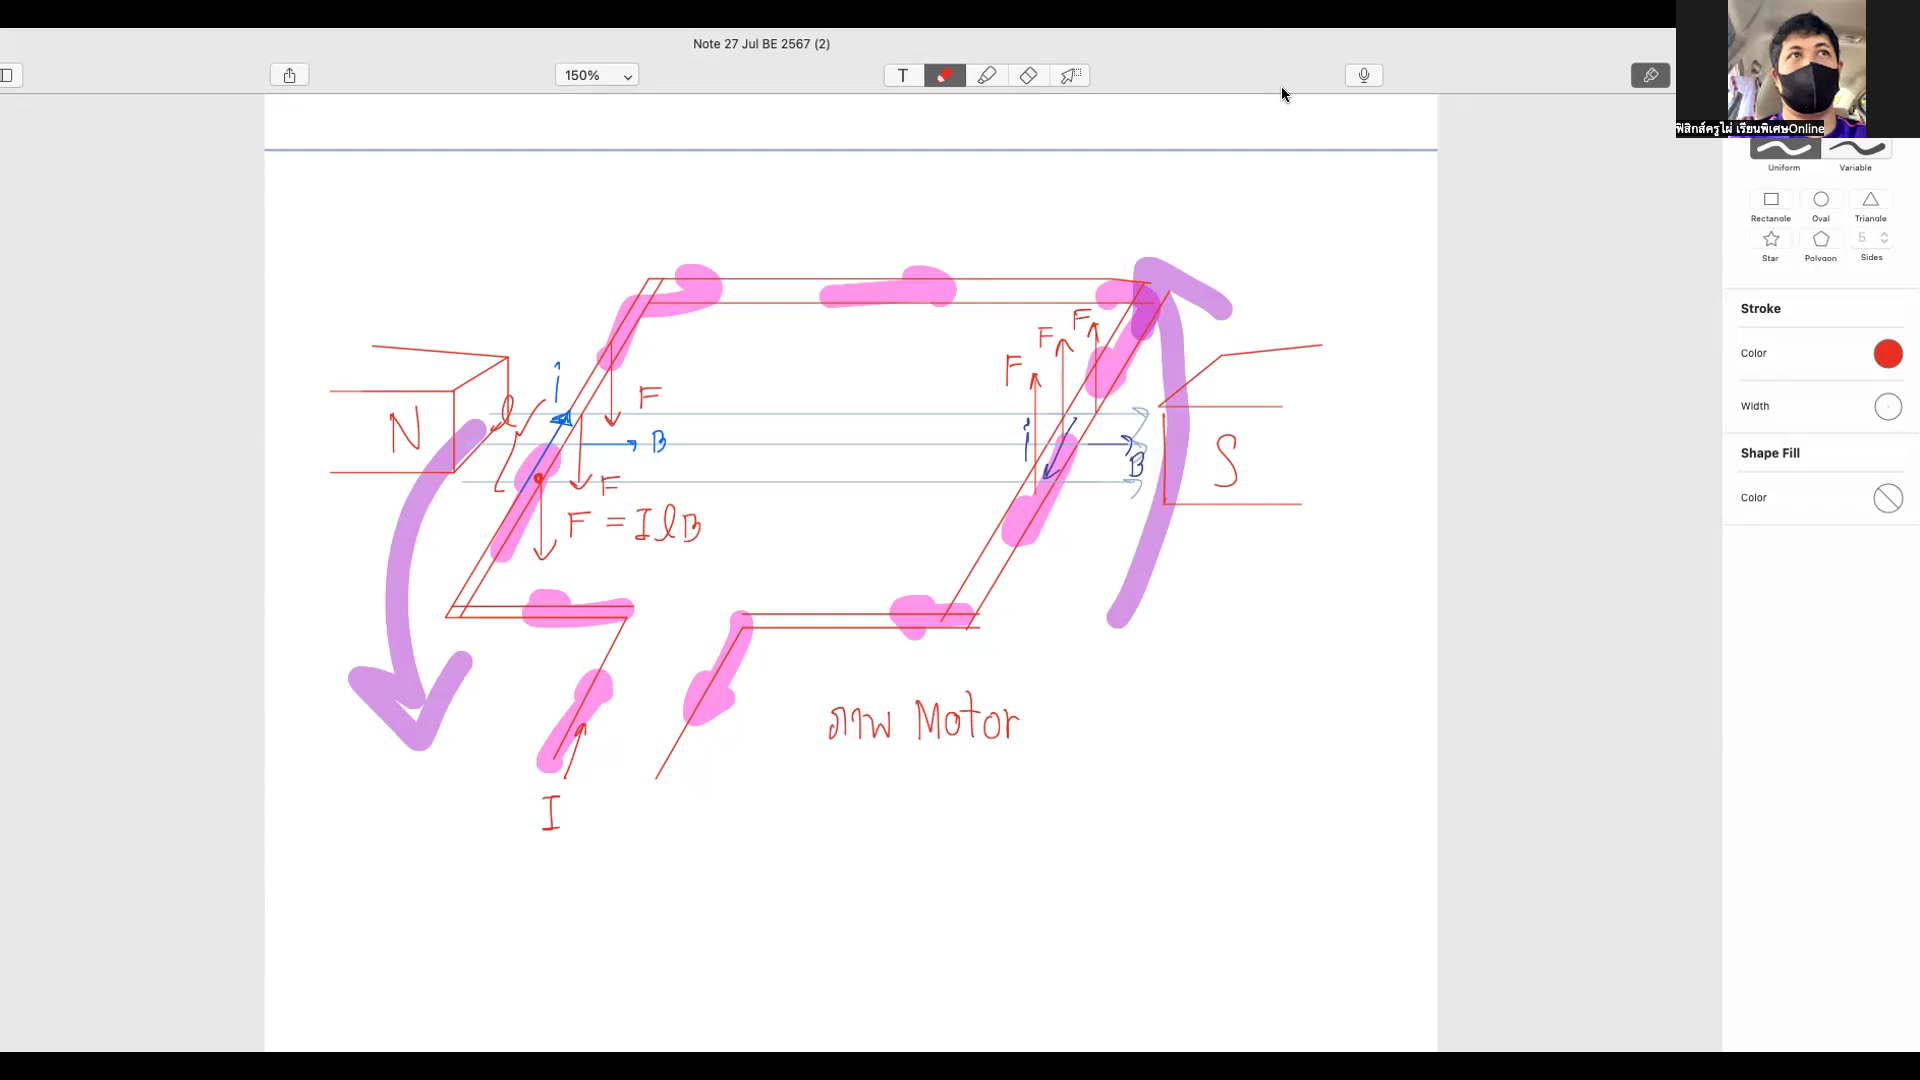 Note 27 Jul BE 2567 (2)
150%
T
ฟิสิกส์ครูไผ่ เรียนพิเศษOnline
Uniform Variable
Rectangle Oval Triangle
5
Star Polygon Sides
Stroke
Color
Width
Shape Fill
Color
F
F
F
i
F
l
N
i
B
B
S
F
F = IlB
ภาพ Motor
I